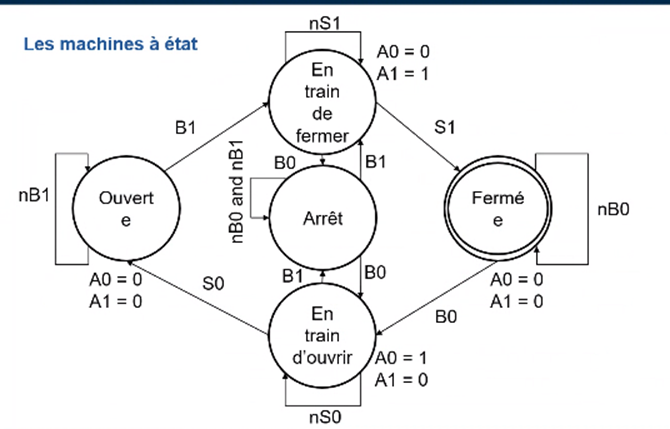 Les machines à état
nS1
A0 = 0
A1 = 1
En
train
de
fermer
B1
S1
B0
B1
nB0 and nB1
nB1
Ouvert
e
Arrêt
Fermé
e
nB0
A0 = 0
A1 = 0
S0
B1
B0
A0 = 0
A1 = 0
B0
En
train
d'ouvrir
A0 = 1
A1 = 0
nS0